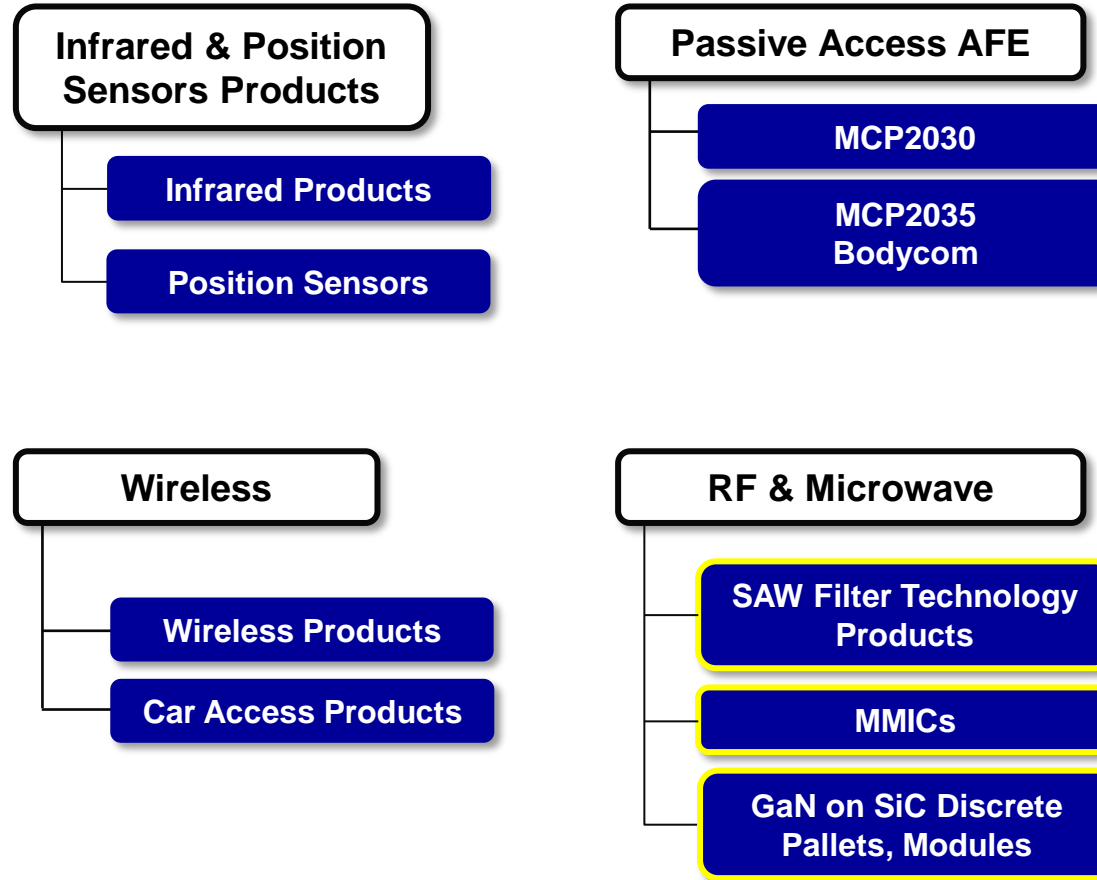 Infrared & Position
Sensors Products
Infrared Products
Position Sensors
Passive Access AFE
MCP2030
MCP2035
Bodycom
Wireless
Wireless Products
Car Access Products
RF & Microwave
SAW Filter Technology
Products
MMICs
GaN on SiC Discrete
Pallets, Modules